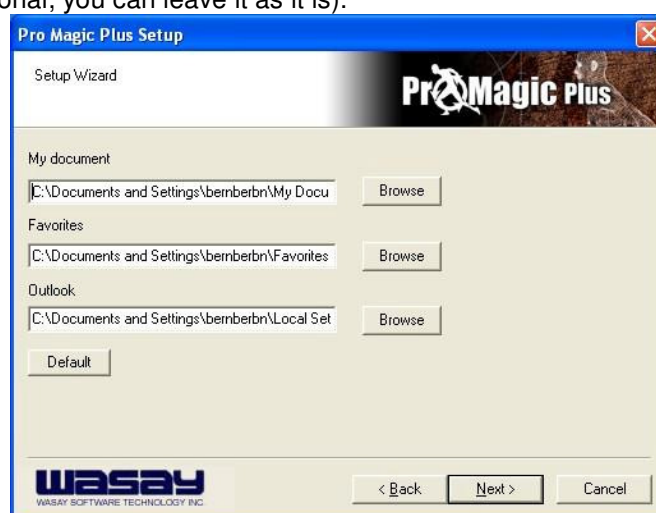 onal, you can leave it as it is).
Pro Magic Plus Setup
Setup Wizard
ProMagic Plus
My document
C:\Documents and Settings\bernberbn\My Docu
Browse
Favorites
C:\Documents and Settings\bernberbn\Favorites
Browse
Outlook
C:\Documents and Settings\bernberbn\Local Set
Browse
Default
wasay
WASAY SOFTWARE TECHNOLOGY INC
< Back
Next >
Cancel